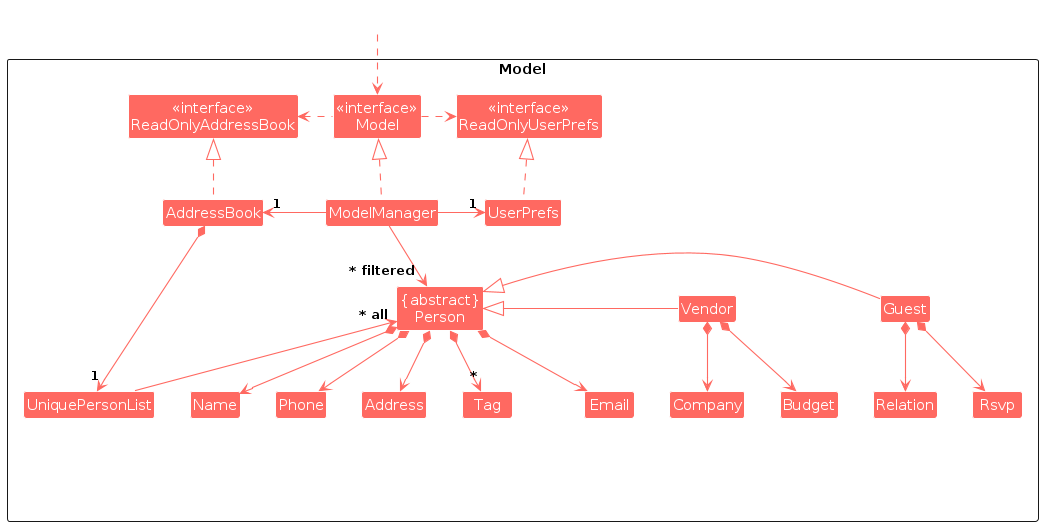 Model
«interface»
ReadOnlyAddressBook
«interface»
Model
«interface»
ReadOnlyUserPrefs
AddressBook
1
ModelManager
1
UserPrefs
* filtered
{abstract}
Person
* all
Vendor
Guest
1
*
UniquePersonList
Name
Phone
Address
Tag
Email
Company
Budget
Relation
Rsvp